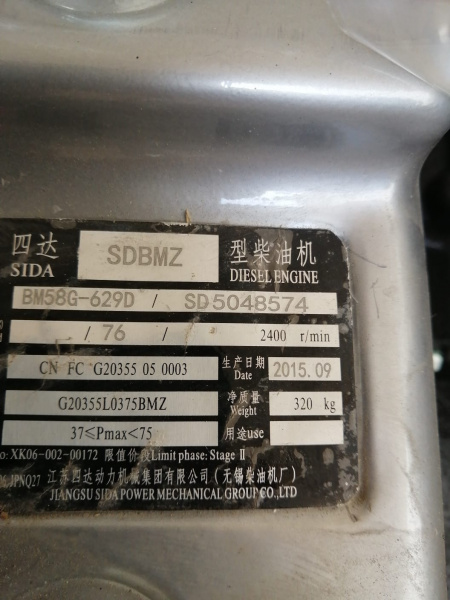 四达 SDBMZ 型柴油机
SIDA DIESEL ENGINE
BM58G-629D / SD5048574
/ 76 / 2400 r/min
CN FC G20355 05 0003 生产日期 Date 2015.09
G20355L0375BMZ 净质量 Weight 320 kg
37≤Pmax<75 用途use
o: XK06-002-00172 限值阶段Limit phase: Stage Ⅱ
JPNQ27 江苏四达动力机械集团有限公司（无锡柴油机厂）
JIANGSU SIDA POWER MECHANICAL GROUP CO.,LTD